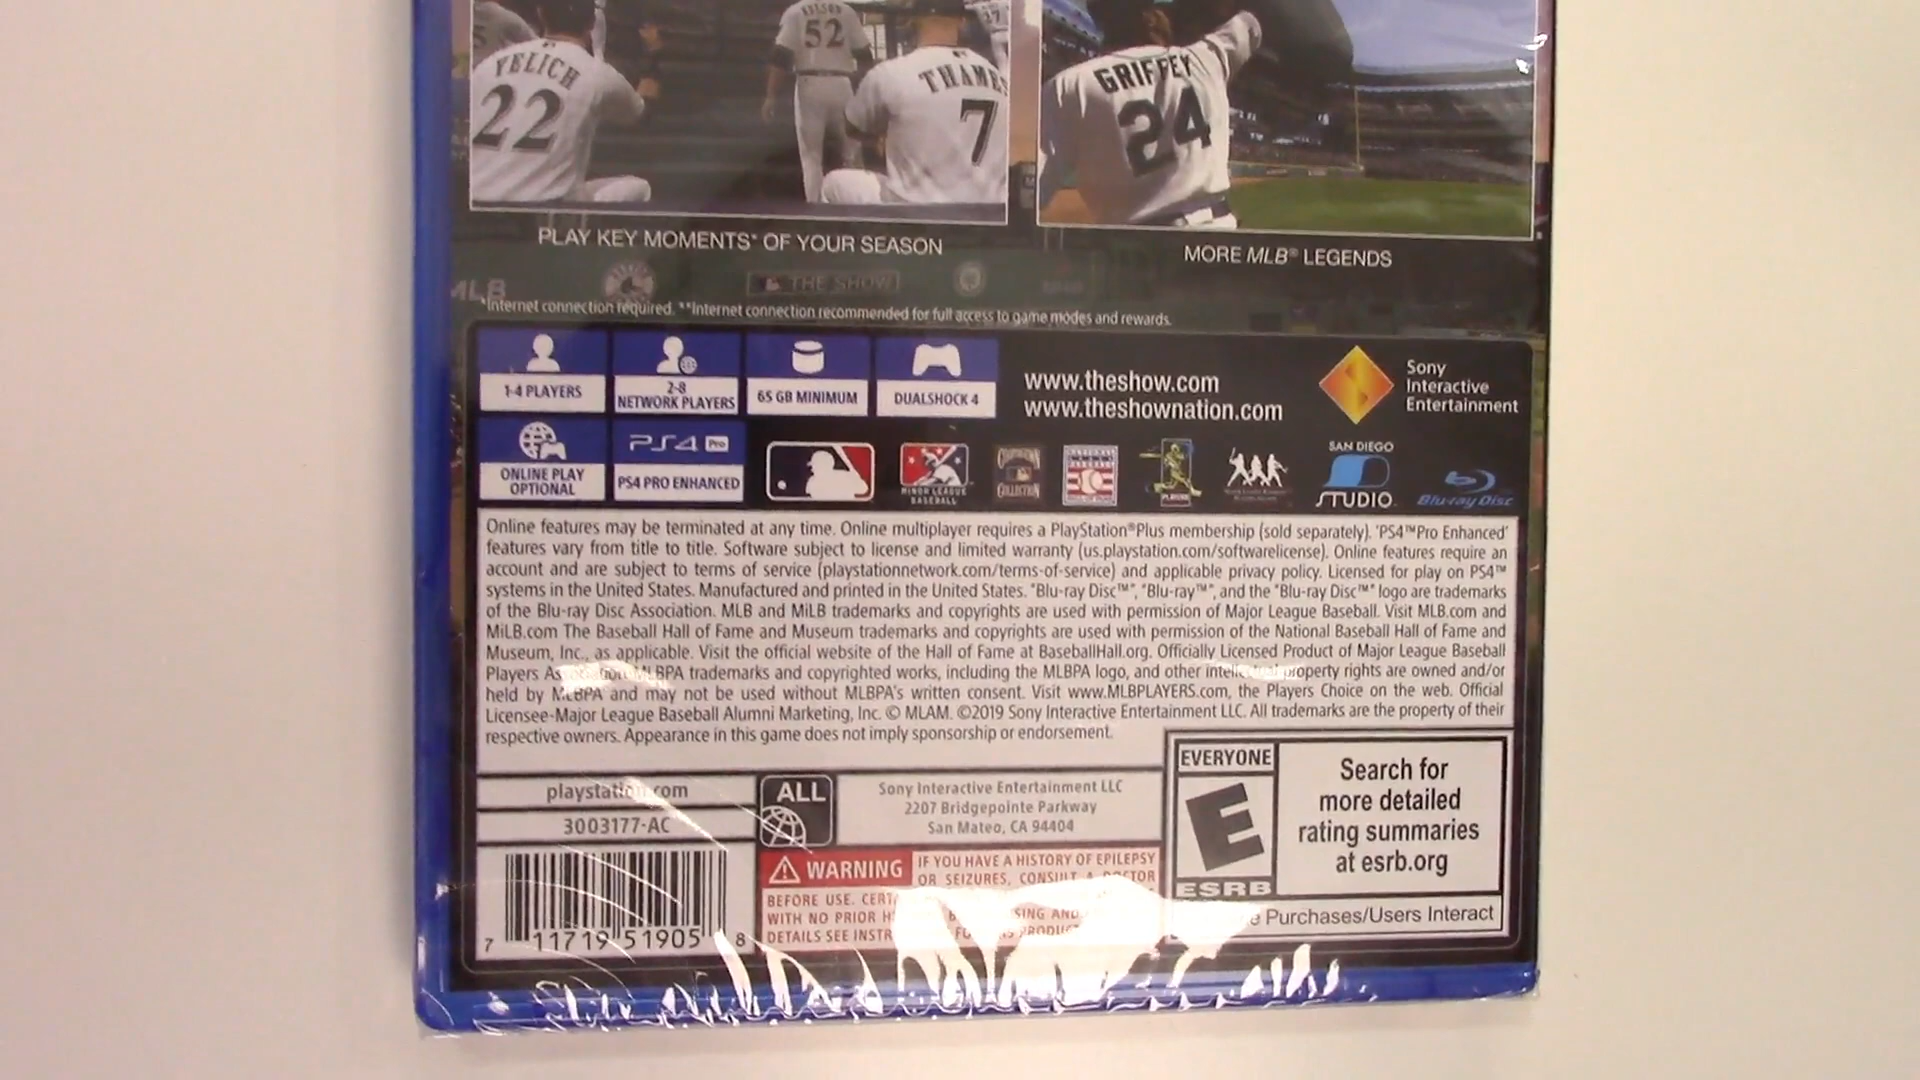 YELICH
22
52
THAMES
7
17
GRIFFEY
24
PLAY KEY MOMENTS* OF YOUR SEASON
MORE MLB® LEGENDS
MLB
THE SHOW
*Internet connection required. **Internet connection recommended for full access to game modes and rewards.
1-4 PLAYERS
2-8
NETWORK PLAYERS
65 GB MINIMUM
DUALSHOCK 4
www.theshow.com
www.theshownation.com
Sony
Interactive
Entertainment
ONLINE PLAY
OPTIONAL
PS4 Pro
PS4 PRO ENHANCED
MINOR LEAGUE
BASEBALL
COOPERSTOWN
COLLECTION
NATIONAL
BASEBALL
HALL OF FAME
PLAYERS
SAN DIEGO
STUDIO
Blu-ray Disc
Online features may be terminated at any time. Online multiplayer requires a PlayStation®Plus membership (sold separately). 'PS4™Pro Enhanced'
features vary from title to title. Software subject to license and limited warranty (us.playstation.com/softwarelicense). Online features require an
account and are subject to terms of service (playstationnetwork.com/terms-of-service) and applicable privacy policy. Licensed for play on PS4™
systems in the United States. Manufactured and printed in the United States. "Blu-ray Disc™", "Blu-ray™", and the "Blu-ray Disc™" logo are trademarks
of the Blu-ray Disc Association. MLB and MiLB trademarks and copyrights are used with permission of Major League Baseball. Visit MLB.com and
MiLB.com The Baseball Hall of Fame and Museum trademarks and copyrights are used with permission of the National Baseball Hall of Fame and
Museum, Inc., as applicable. Visit the official website of the Hall of Fame at BaseballHall.org. Officially Licensed Product of Major League Baseball
Players Association MLBPA trademarks and copyrighted works, including the MLBPA logo, and other intellectual property rights are owned and/or
held by MLBPA and may not be used without MLBPA's written consent. Visit www.MLBPLAYERS.com, the Players Choice on the web. Official
Licensee-Major League Baseball Alumni Marketing, Inc. © MLAM. ©2019 Sony Interactive Entertainment LLC. All trademarks are the property of their
respective owners. Appearance in this game does not imply sponsorship or endorsement.
playstation.com
3003177-AC
ALL
Sony Interactive Entertainment LLC
2207 Bridgepointe Parkway
San Mateo, CA 94404
WARNING
IF YOU HAVE A HISTORY OF EPILEPSY
OR SEIZURES, CONSULT A DOCTOR
BEFORE USE.
WITH NO PRIOR
DETAILS SEE
7 11719 51905 8
EVERYONE
E
ESRB
Search for
more detailed
rating summaries
at esrb.org
Purchases/Users Interact